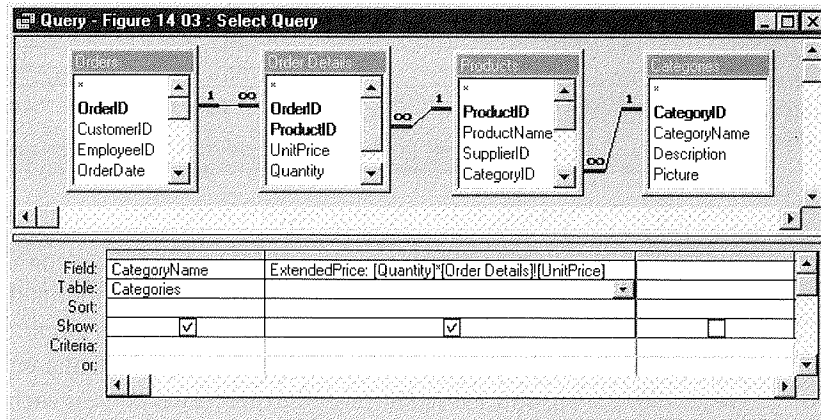 Query - Figure 14 03 : Select Query
Orders
*
OrderID
CustomerID
EmployeeID
OrderDate
1 ∞
Order Details
*
OrderID
ProductID
UnitPrice
Quantity
∞ 1
Products
*
ProductID
ProductName
SupplierID
CategoryID
∞ 1
Categories
*
CategoryID
CategoryName
Description
Picture
Field: CategoryName ExtendedPrice: [Quantity]*[Order Details]![UnitPrice]
Table: Categories
Sort:
Show:
Criteria:
or: